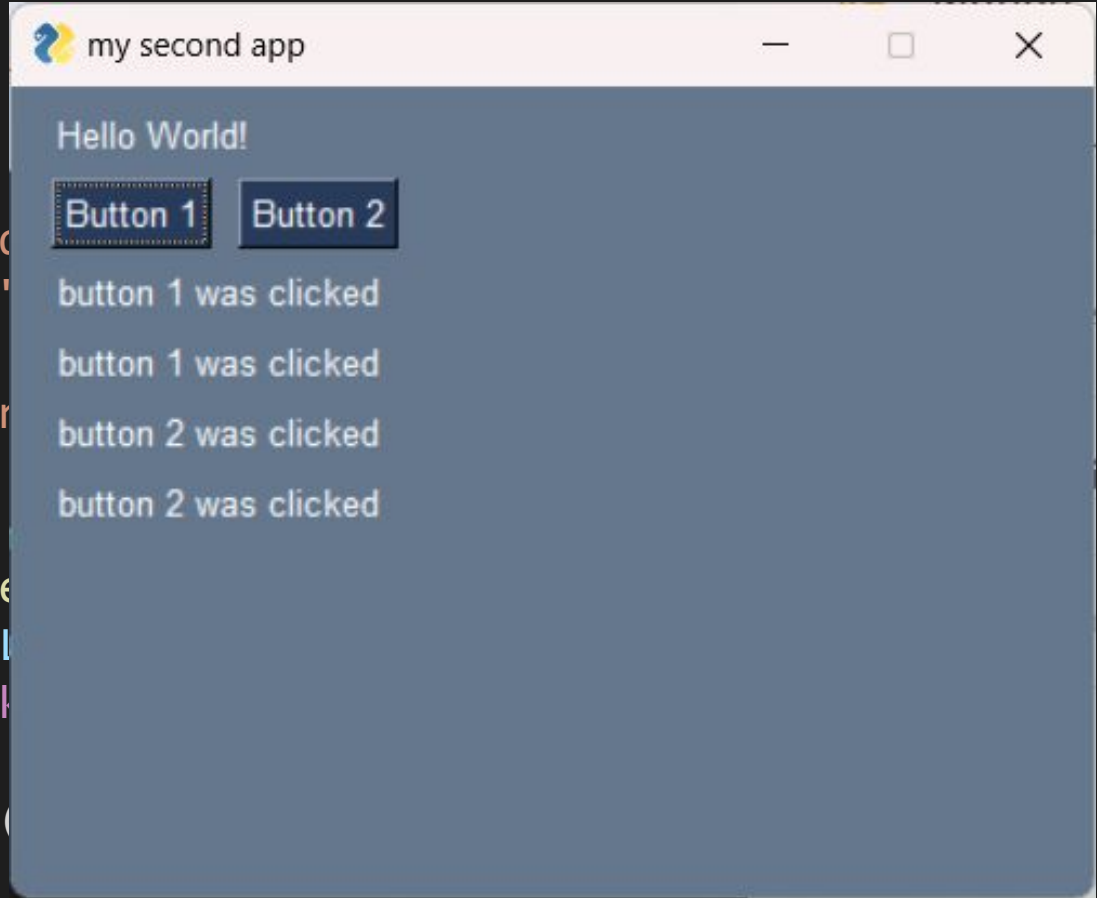 my second app
Hello World!
Button 1 Button 2
button 1 was clicked
button 1 was clicked
button 2 was clicked
button 2 was clicked